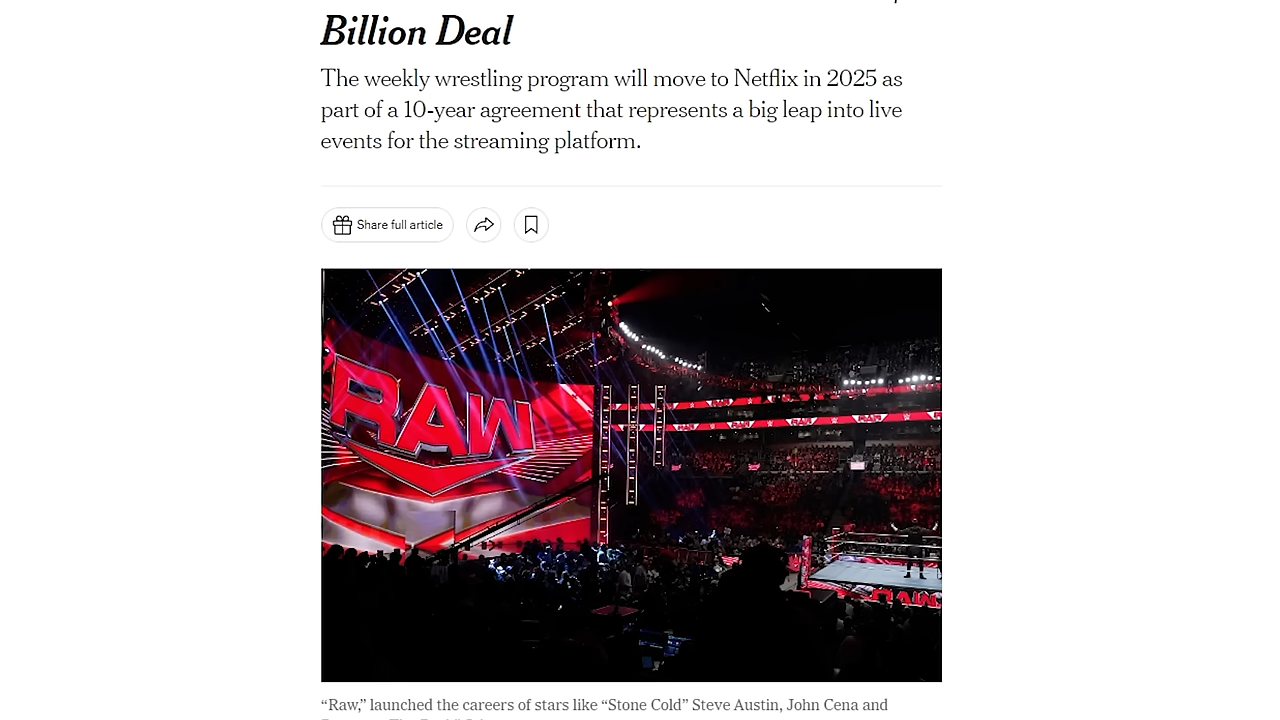 Billion Deal
The weekly wrestling program will move to Netflix in 2025 as
part of a 10-year agreement that represents a big leap into live
events for the streaming platform.
Share full article
RAW
RAW
“Raw,” launched the careers of stars like “Stone Cold” Steve Austin, John Cena and